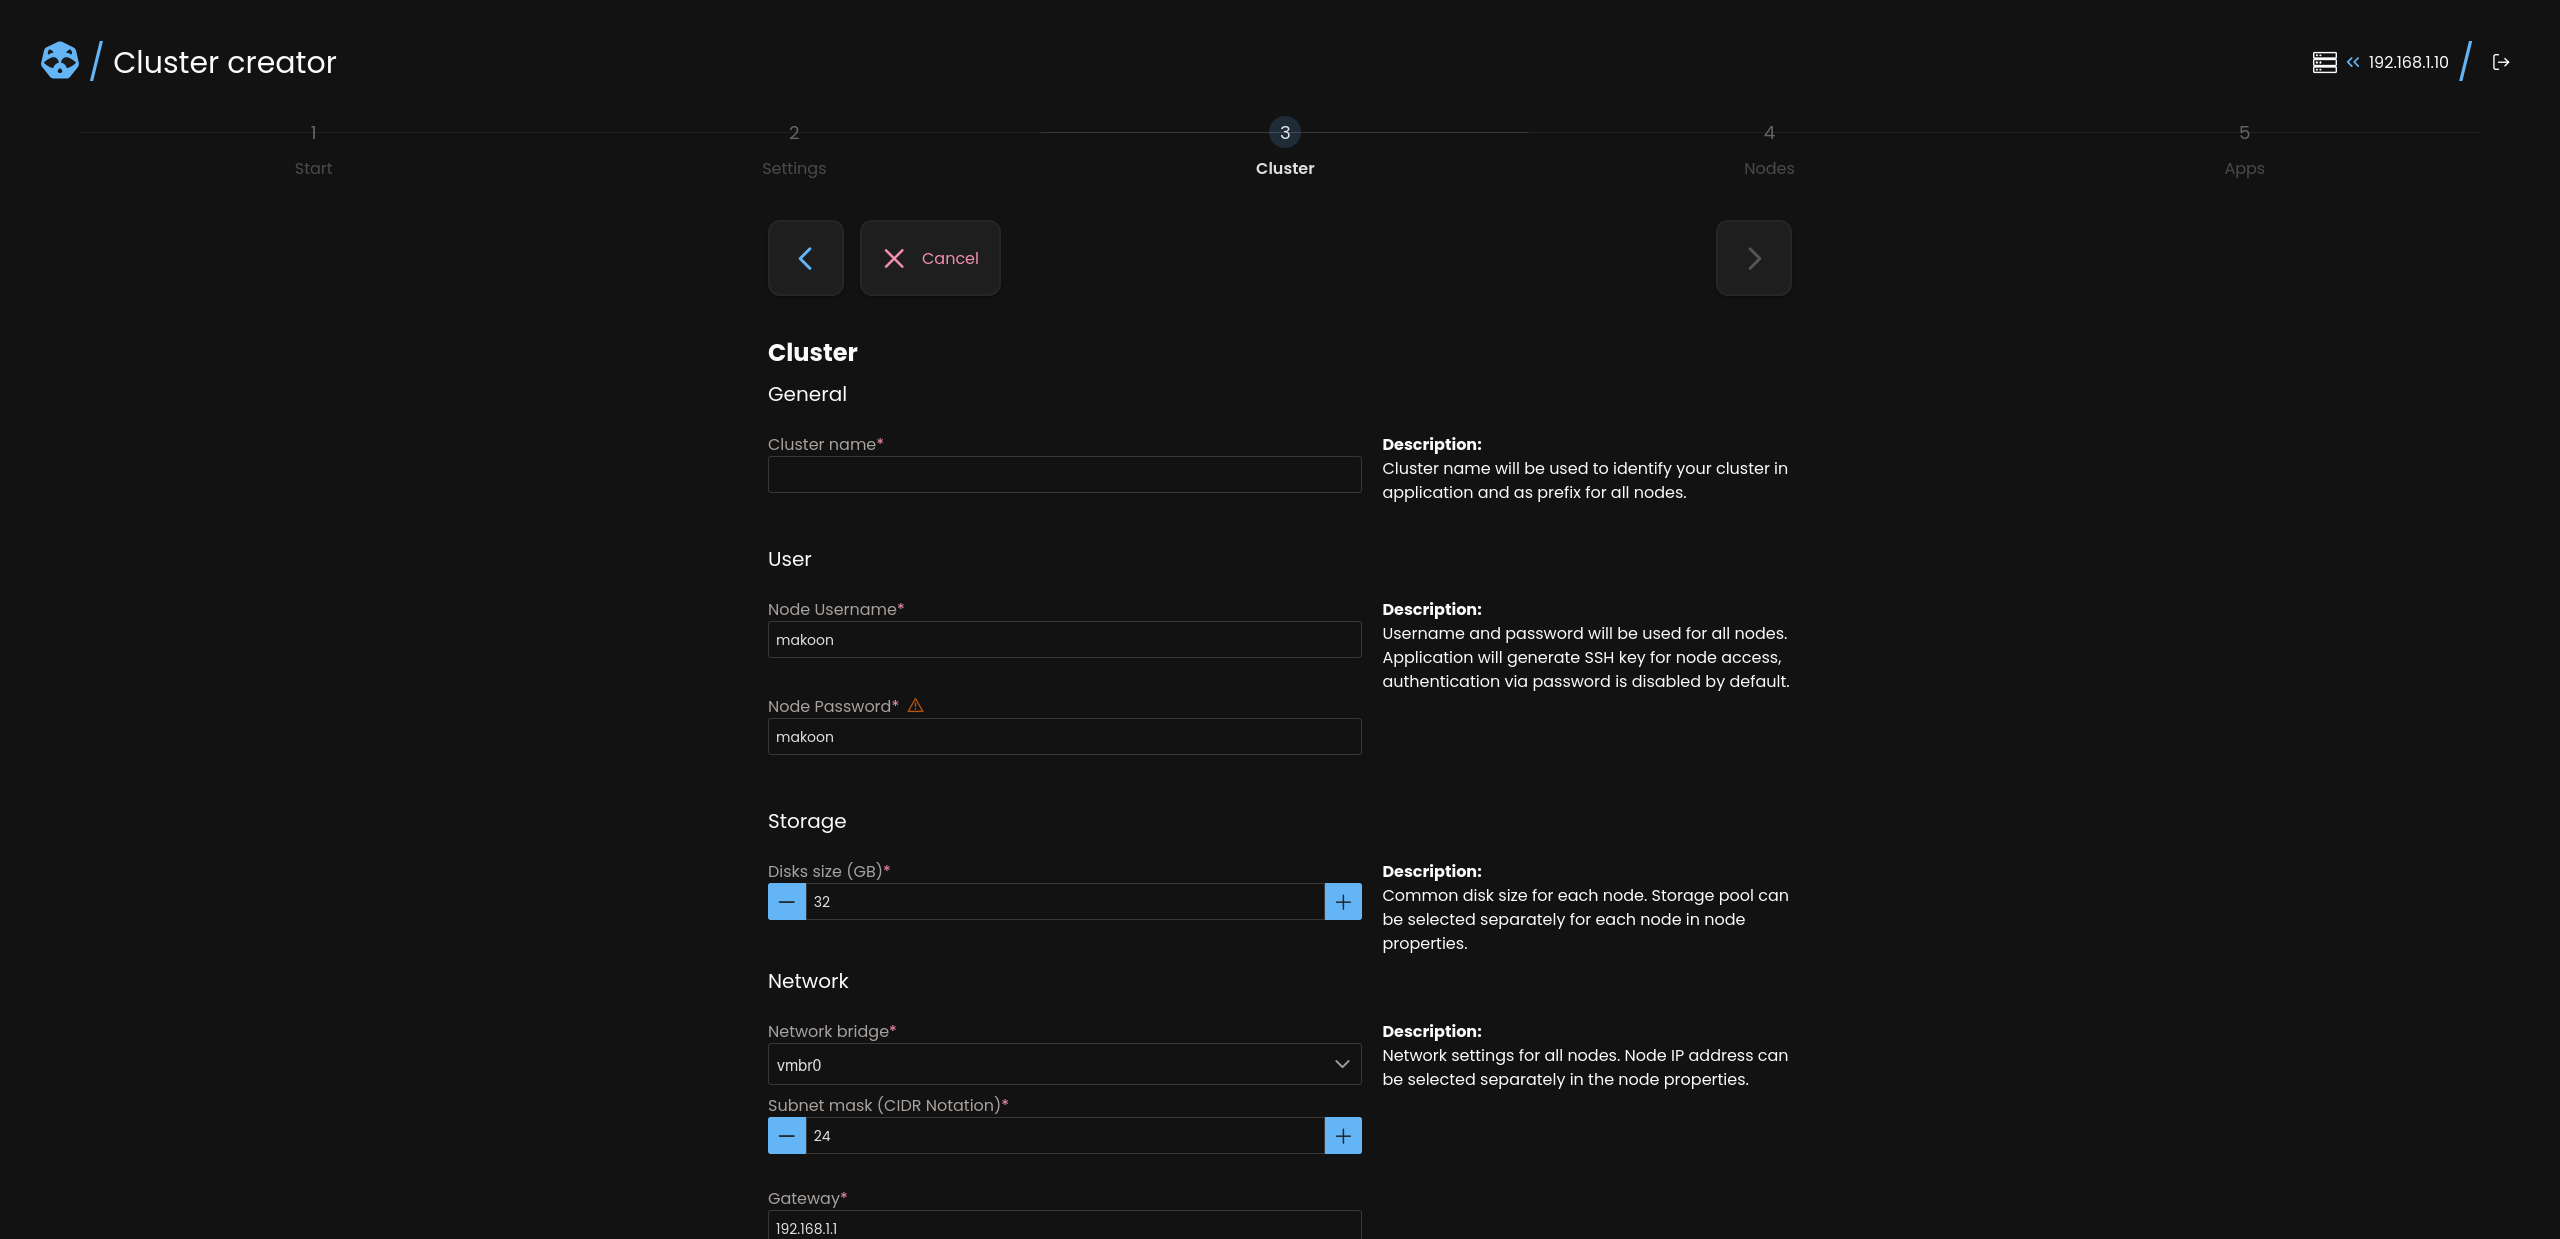 / Cluster creator
« 192.168.1.10 /
1 2 3 4 5
Start Settings Cluster Nodes Apps
Cancel
Cluster
General
Cluster name*
Description:
Cluster name will be used to identify your cluster in
application and as prefix for all nodes.
User
Node Username*
makoon
Description:
Username and password will be used for all nodes.
Application will generate SSH key for node access,
authentication via password is disabled by default.
Node Password*
makoon
Storage
Disks size (GB)*
32
Description:
Common disk size for each node. Storage pool can
be selected separately for each node in node
properties.
Network
Network bridge*
vmbr0
Description:
Network settings for all nodes. Node IP address can
be selected separately in the node properties.
Subnet mask (CIDR Notation)*
24
Gateway*
192.168.1.1